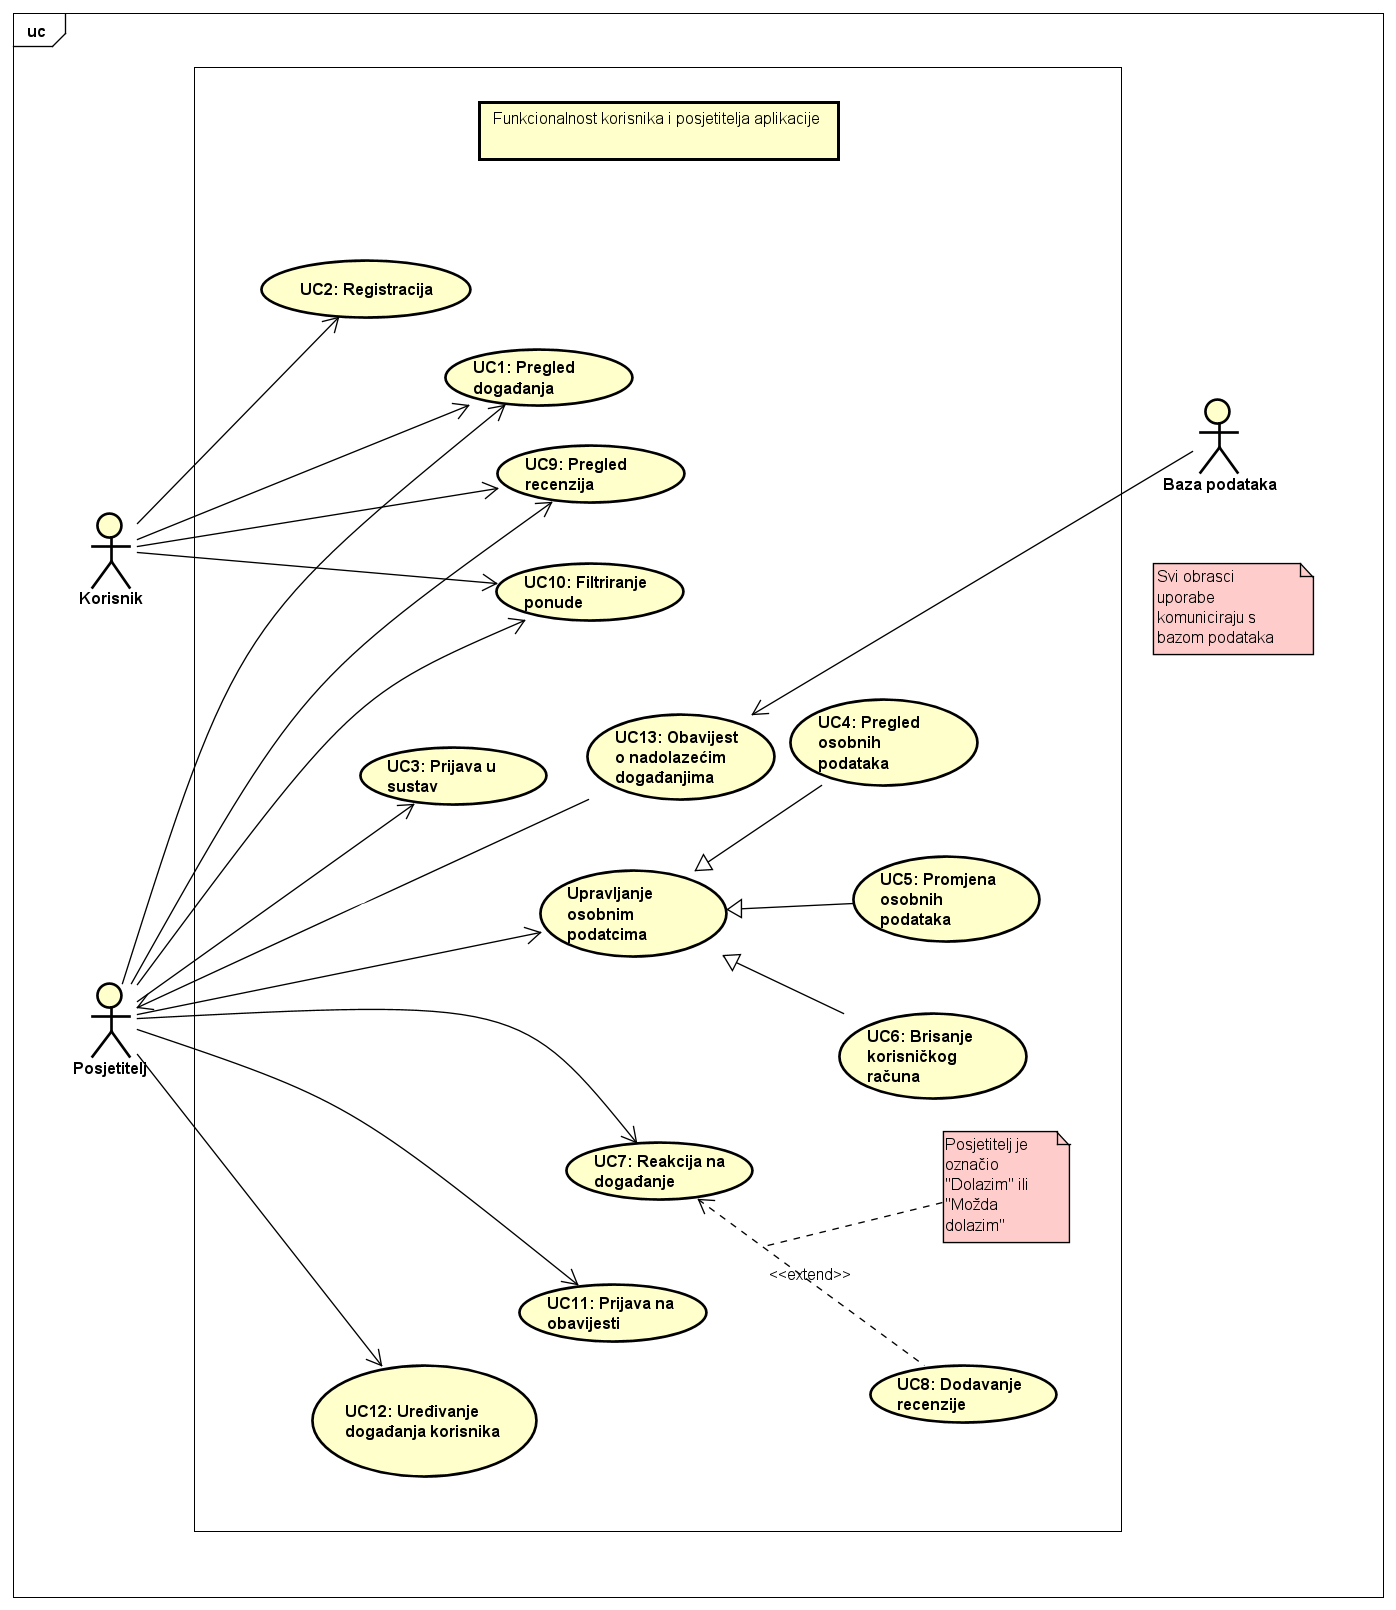 uc
Funkcionalnost korisnika i posjetitelja aplikacije
UC2: Registracija
UC1: Pregled
događanja
UC9: Pregled
recenzija
Baza podataka
Korisnik
UC10: Filtriranje
ponude
Svi obrasci
uporabe
komuniciraju s
bazom podataka
UC13: Obavijest
o nadolazećim
događanjima
UC4: Pregled
osobnih
podataka
UC3: Prijava u
sustav
Upravljanje
osobnim
podatcima
UC5: Promjena
osobnih
podataka
Posjetitelj
UC6: Brisanje
korisničkog
računa
UC7: Reakcija na
događanje
Posjetitelj je
označio
"Dolazim" ili
"Možda
dolazim"
<<extend>>
UC11: Prijava na
obavijesti
UC8: Dodavanje
recenzije
UC12: Uređivanje
događanja korisnika